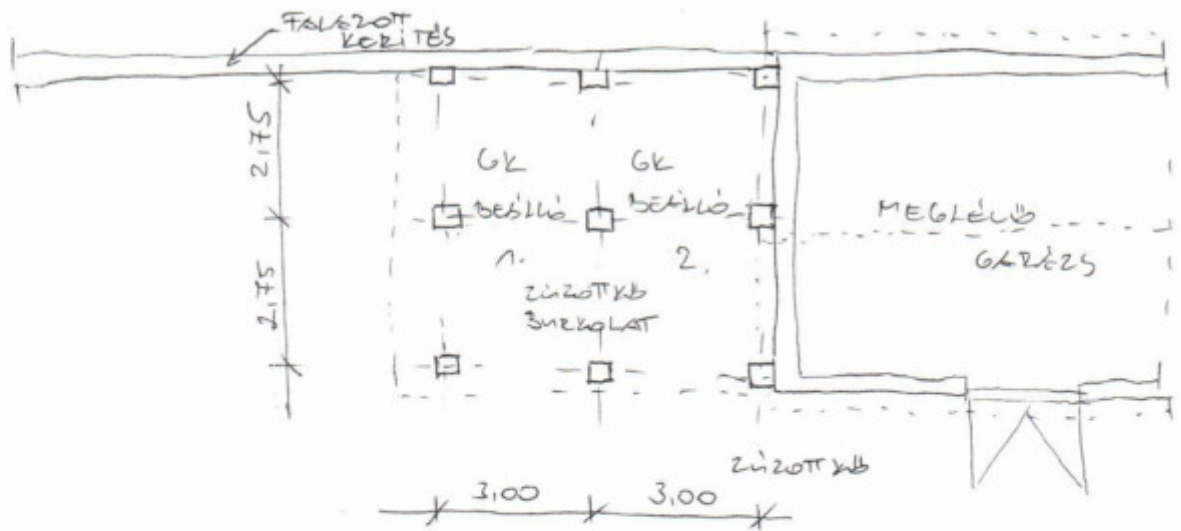 FALAZOTT
KERÍTÉS
2,75
2,75
GK
BEÁLLÓ
1.
GK
BEÁLLÓ
2.
ZÚZOTTKŐ
BURKOLAT
MEGLÉVŐ
GARÁZS
ZÚZOTTKŐ
3,00
3,00